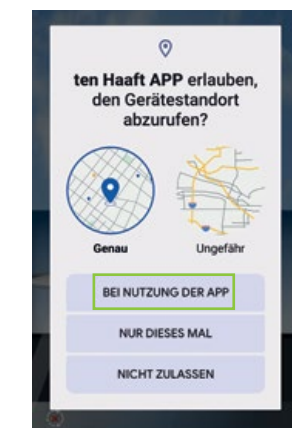 ten Haaft APP erlauben,
den Gerätestandort
abzurufen?
Genau
Ungefähr
BEI NUTZUNG DER APP
NUR DIESES MAL
NICHT ZULASSEN